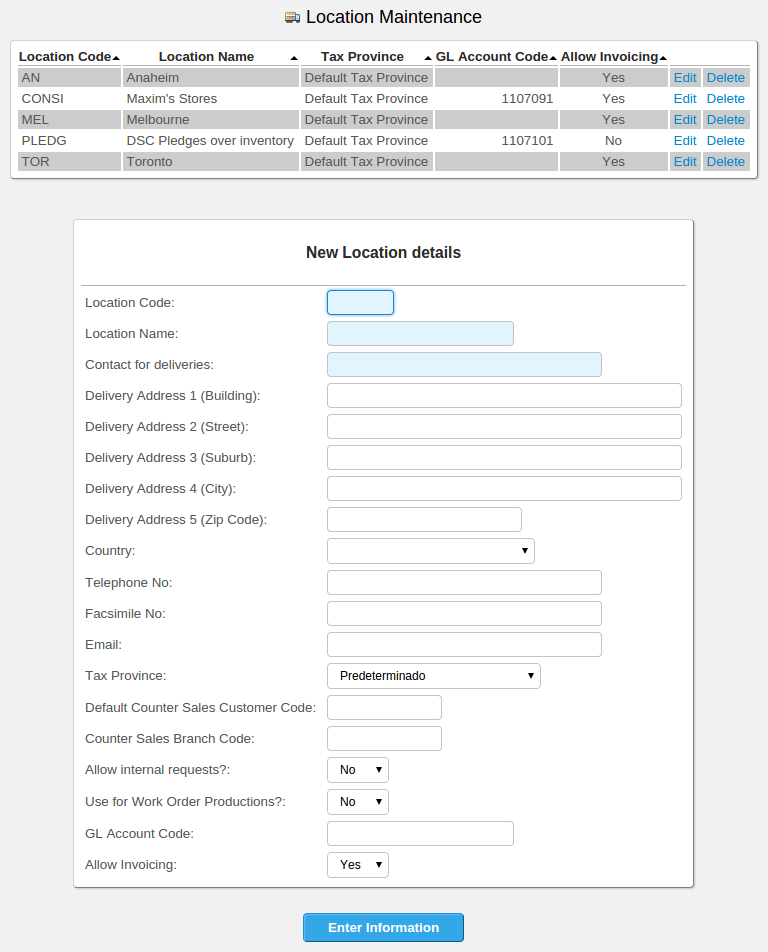 Location Maintenance
Location Code Location Name Tax Province GL Account Code Allow Invoicing
AN Anaheim Default Tax Province Yes Edit Delete
CONSI Maxim's Stores Default Tax Province 1107091 Yes Edit Delete
MEL Melbourne Default Tax Province Yes Edit Delete
PLEDG DSC Pledges over inventory Default Tax Province 1107101 No Edit Delete
TOR Toronto Default Tax Province Yes Edit Delete
New Location details
Location Code:
Location Name:
Contact for deliveries:
Delivery Address 1 (Building):
Delivery Address 2 (Street):
Delivery Address 3 (Suburb):
Delivery Address 4 (City):
Delivery Address 5 (Zip Code):
Country:
Telephone No:
Facsimile No:
Email:
Tax Province: Predeterminado
Default Counter Sales Customer Code:
Counter Sales Branch Code:
Allow internal requests?: No
Use for Work Order Productions?: No
GL Account Code:
Allow Invoicing: Yes
Enter Information